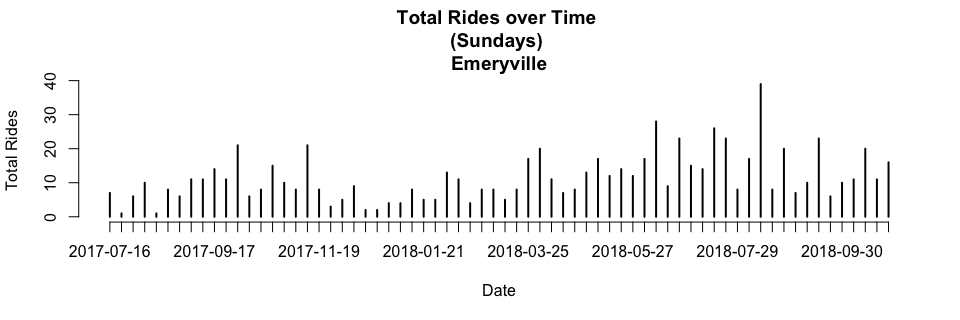 Total Rides over Time
(Sundays)
Emeryville
Total Rides
40
30
20
10
0
2017-07-16 2017-09-17 2017-11-19 2018-01-21 2018-03-25 2018-05-27 2018-07-29 2018-09-30
Date